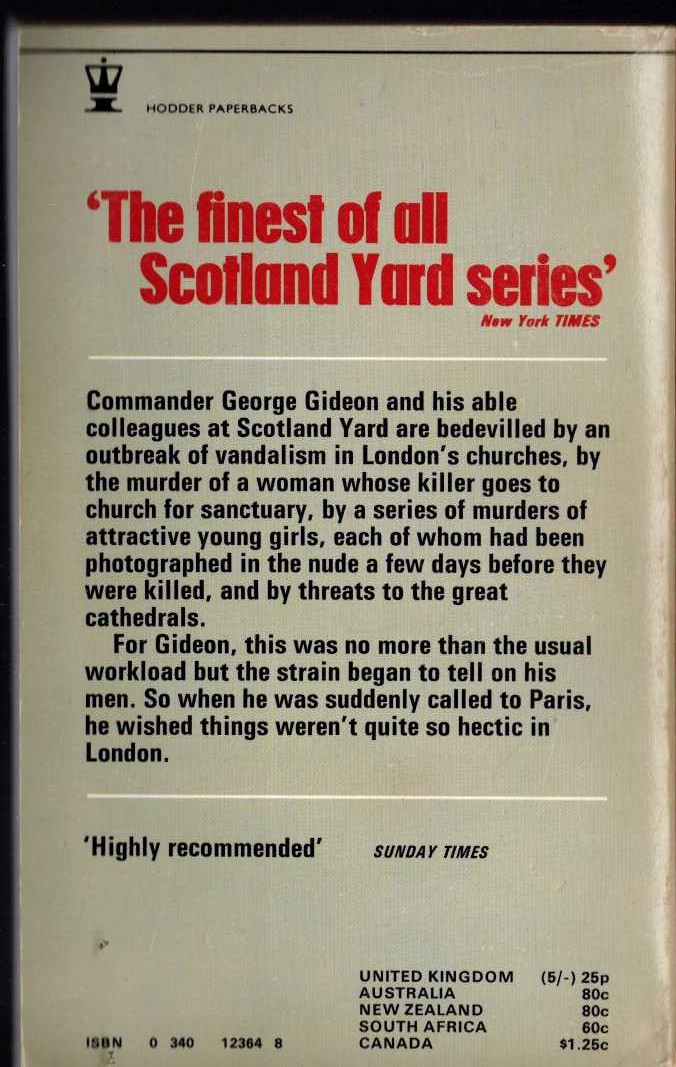 HODDER PAPERBACKS
‘The finest of all
Scotland Yard series’
New York TIMES
Commander George Gideon and his able
colleagues at Scotland Yard are bedevilled by an
outbreak of vandalism in London's churches, by
the murder of a woman whose killer goes to
church for sanctuary, by a series of murders of
attractive young girls, each of whom had been
photographed in the nude a few days before they
were killed, and by threats to the great
cathedrals.
For Gideon, this was no more than the usual
workload but the strain began to tell on his
men. So when he was suddenly called to Paris,
he wished things weren't quite so hectic in
London.
‘Highly recommended’ SUNDAY TIMES
UNITED KINGDOM (5/-) 25p
AUSTRALIA 80c
NEW ZEALAND 80c
SOUTH AFRICA 60c
CANADA $1.25c
ISBN 0 340 12364 8